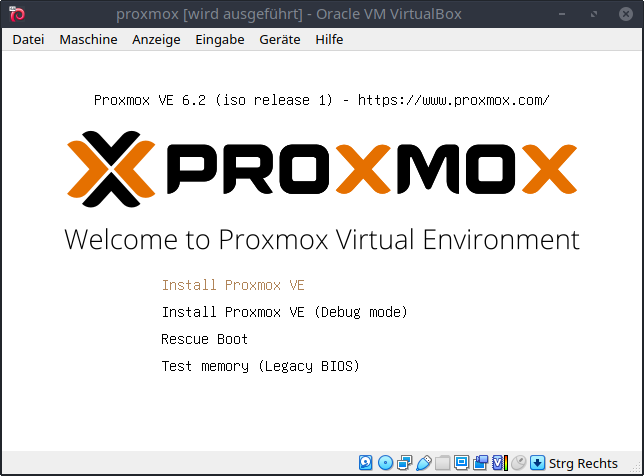 proxmox [wird ausgeführt] - Oracle VM VirtualBox
Datei Maschine Anzeige Eingabe Geräte Hilfe
Proxmox VE 6.2 (iso release 1) - https://www.proxmox.com/
PROXMOX
Welcome to Proxmox Virtual Environment
Install Proxmox VE
Install Proxmox VE (Debug mode)
Rescue Boot
Test memory (Legacy BIOS)
Strg Rechts